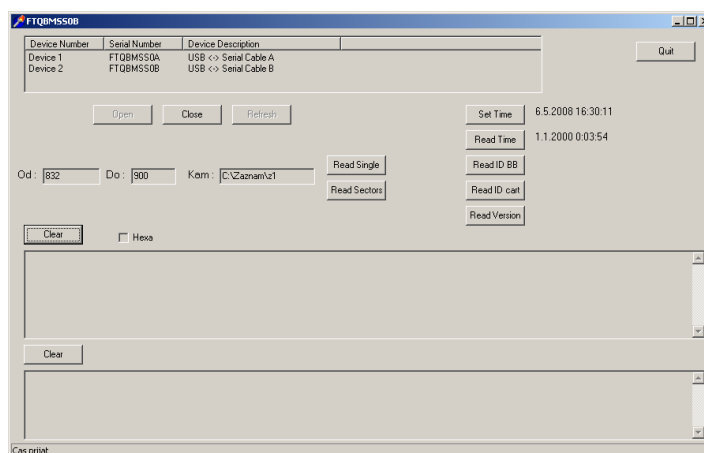 FTQBMSS0B
Device Number Serial Number Device Description
Device 1 FTQBMSS0A USB <-> Serial Cable A
Device 2 FTQBMSS0B USB <-> Serial Cable B
Quit
Open Close Refresh Set Time 6.5.2008 16:30:11
Read Time 1.1.2000 0:03:54
Od : 832 Do : 900 Kam : C:\Zaznam\z1 Read Single Read ID BB
Read Sectors Read ID cart
Read Version
Clear Hexa
Clear
Cas prijat